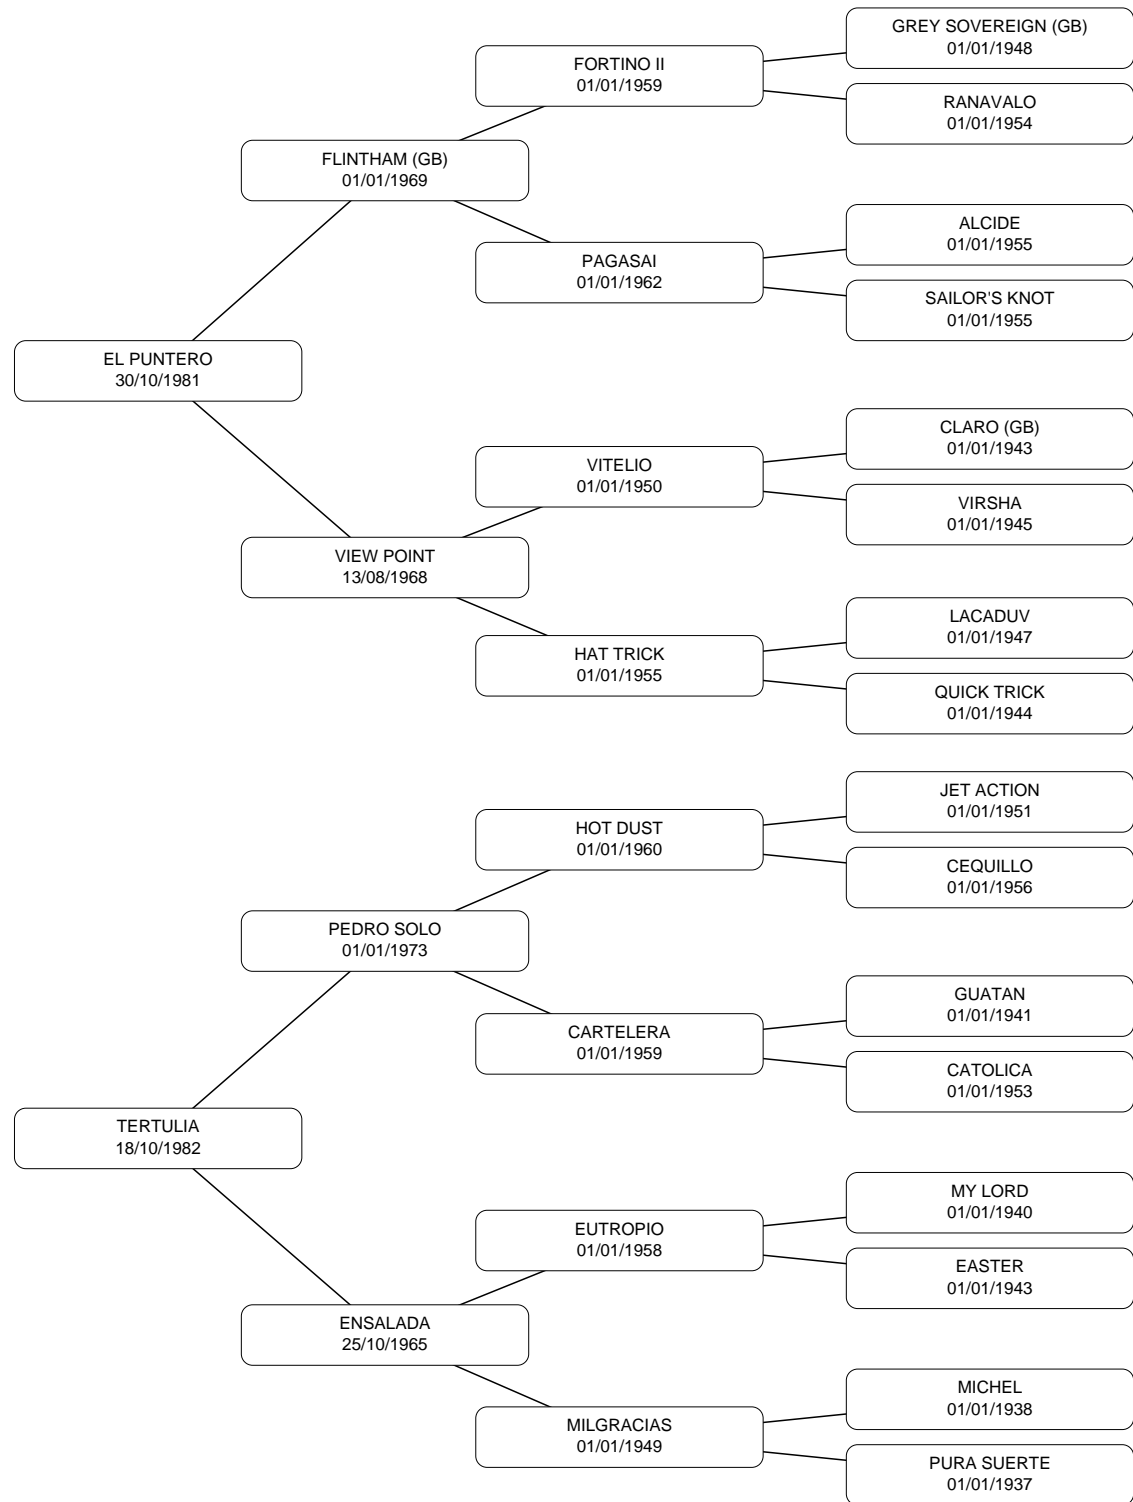 GREY SOVEREIGN (GB)
01/01/1948
FORTINO II
01/01/1959
RANAVALO
01/01/1954
FLINTHAM (GB)
01/01/1969
ALCIDE
01/01/1955
PAGASAI
01/01/1962
SAILOR'S KNOT
01/01/1955
EL PUNTERO
30/10/1981
CLARO (GB)
01/01/1943
VITELIO
01/01/1950
VIRSHA
01/01/1945
VIEW POINT
13/08/1968
LACADUV
01/01/1947
HAT TRICK
01/01/1955
QUICK TRICK
01/01/1944
JET ACTION
01/01/1951
HOT DUST
01/01/1960
CEQUILLO
01/01/1956
PEDRO SOLO
01/01/1973
GUATAN
01/01/1941
CARTELERA
01/01/1959
CATOLICA
01/01/1953
TERTULIA
18/10/1982
MY LORD
01/01/1940
EUTROPIO
01/01/1958
EASTER
01/01/1943
ENSALADA
25/10/1965
MICHEL
01/01/1938
MILGRACIAS
01/01/1949
PURA SUERTE
01/01/1937